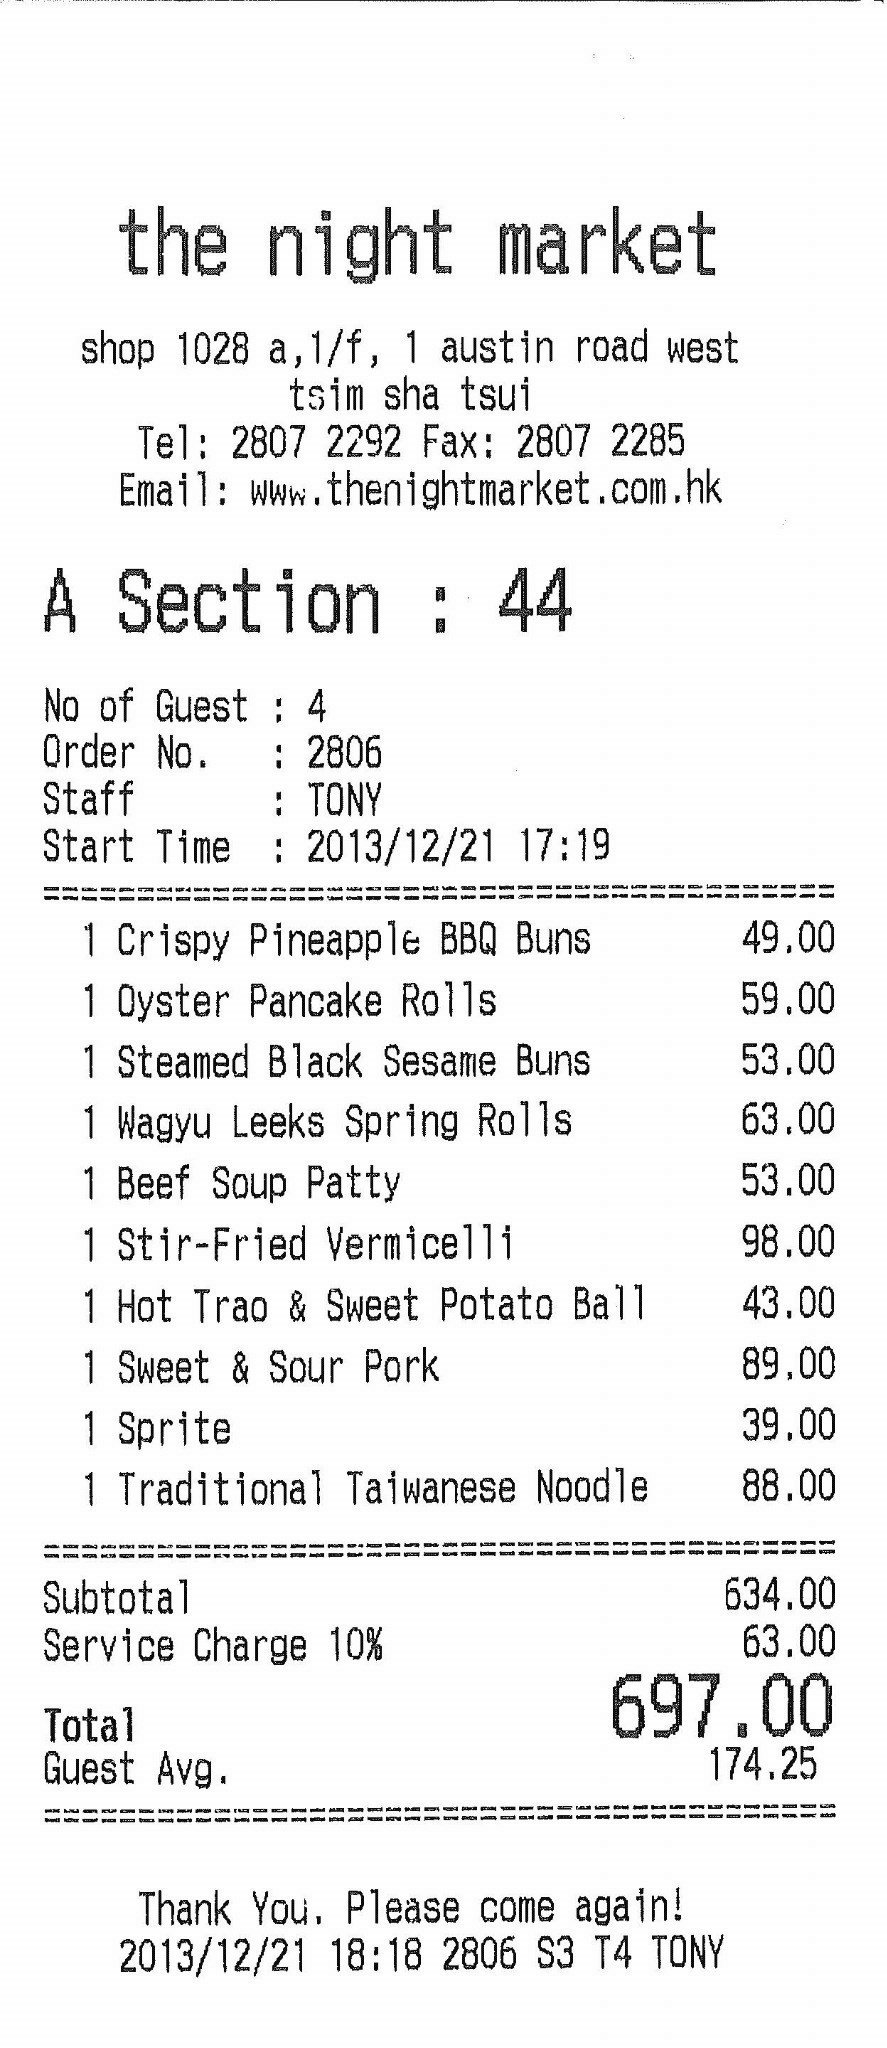 the night market
shop 1028 a,1/f, 1 austin road west
tsim sha tsui
Tel: 2807 2292 Fax: 2807 2285
Email: www.thenightmarket.com.hk
A Section : 44
No of Guest : 4
Order No. : 2806
Staff : TONY
Start Time : 2013/12/21 17:19
==========================================
1 Crispy Pineapple BBQ Buns 49.00
1 Oyster Pancake Rolls 59.00
1 Steamed Black Sesame Buns 53.00
1 Wagyu Leeks Spring Rolls 63.00
1 Beef Soup Patty 53.00
1 Stir-Fried Vermicelli 98.00
1 Hot Trao & Sweet Potato Ball 43.00
1 Sweet & Sour Pork 89.00
1 Sprite 39.00
1 Traditional Taiwanese Noodle 88.00
==========================================
Subtotal 634.00
Service Charge 10% 63.00
Total 697.00
Guest Avg. 174.25
==========================================
Thank You. Please come again!
2013/12/21 18:18 2806 S3 T4 TONY